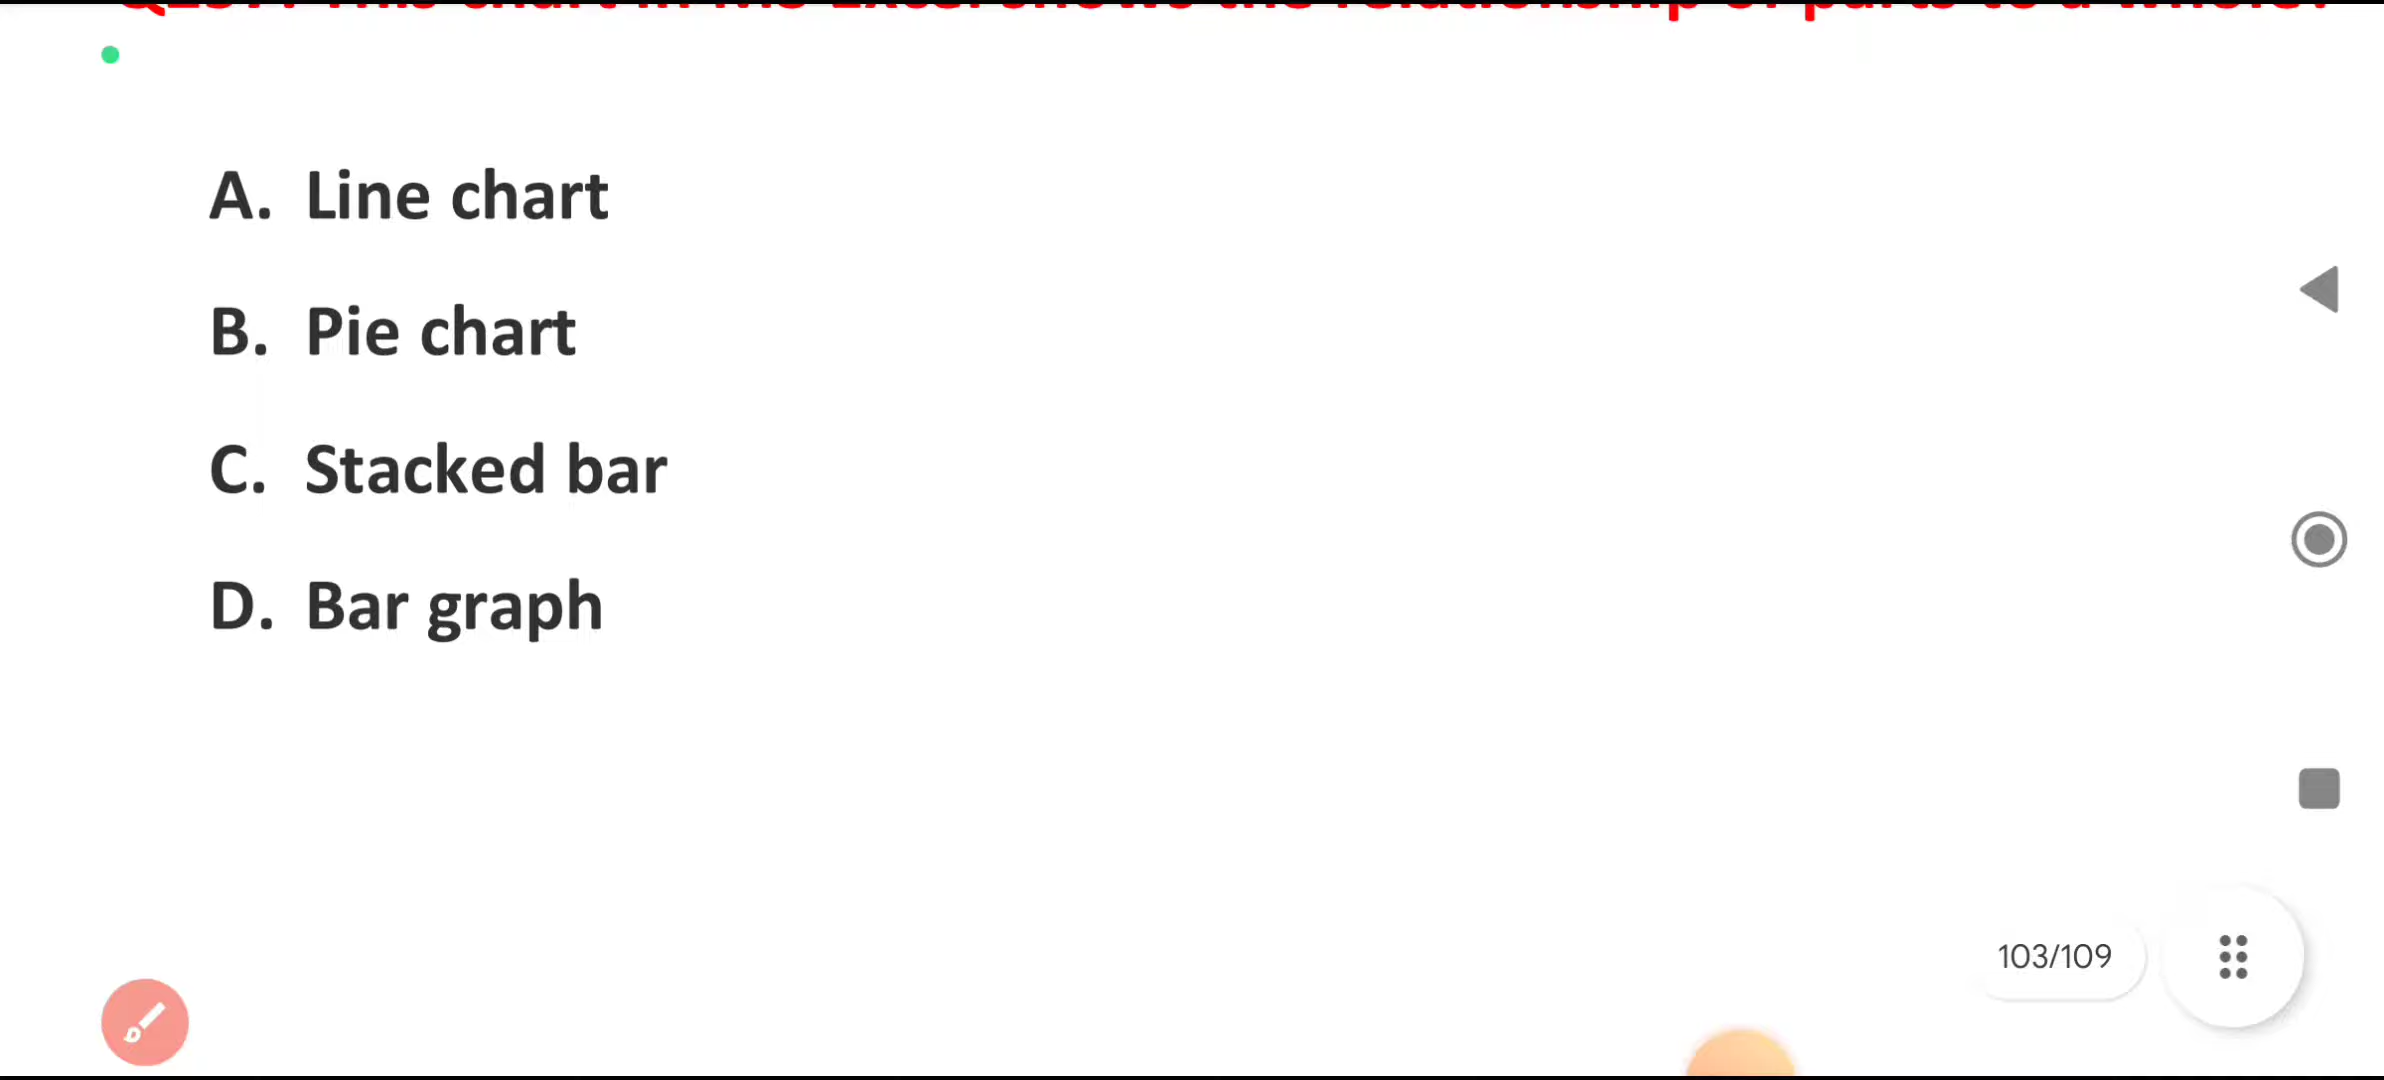 A. Line chart
B. Pie chart
C. Stacked bar
D. Bar graph
103/109